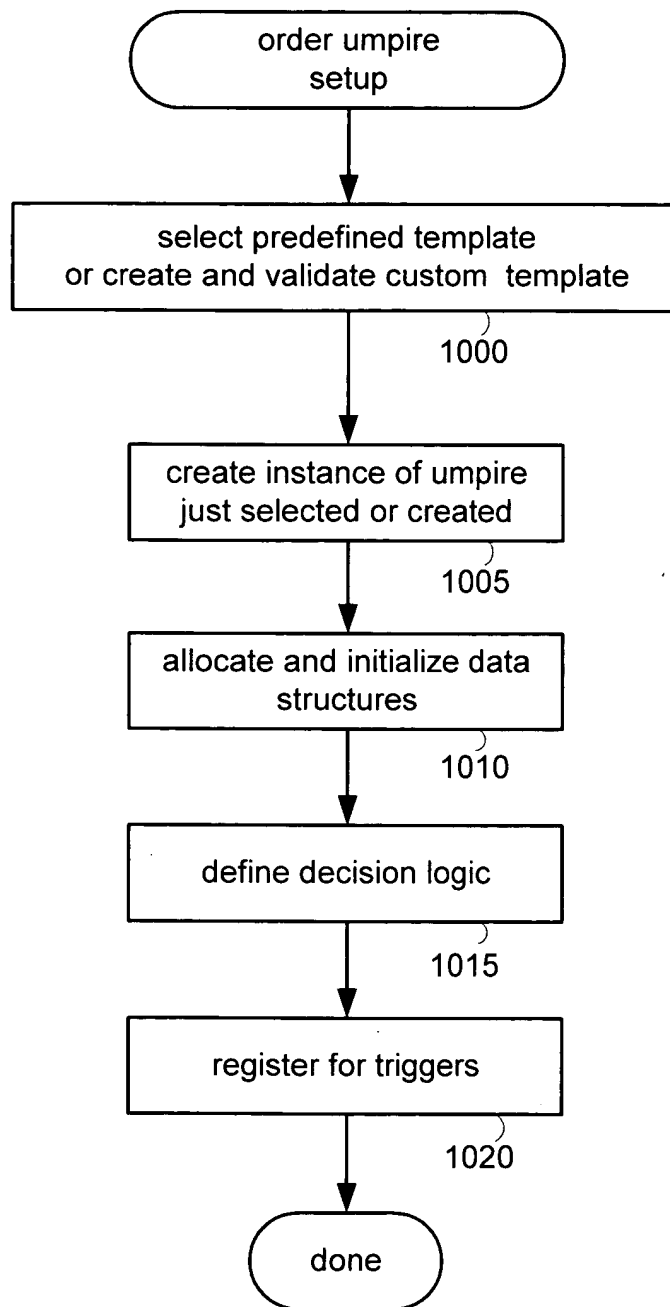 order umpire
setup
select predefined template
or create and validate custom template
1000
create instance of umpire
just selected or created
1005
allocate and initialize data
structures
1010
define decision logic
1015
register for triggers
1020
done